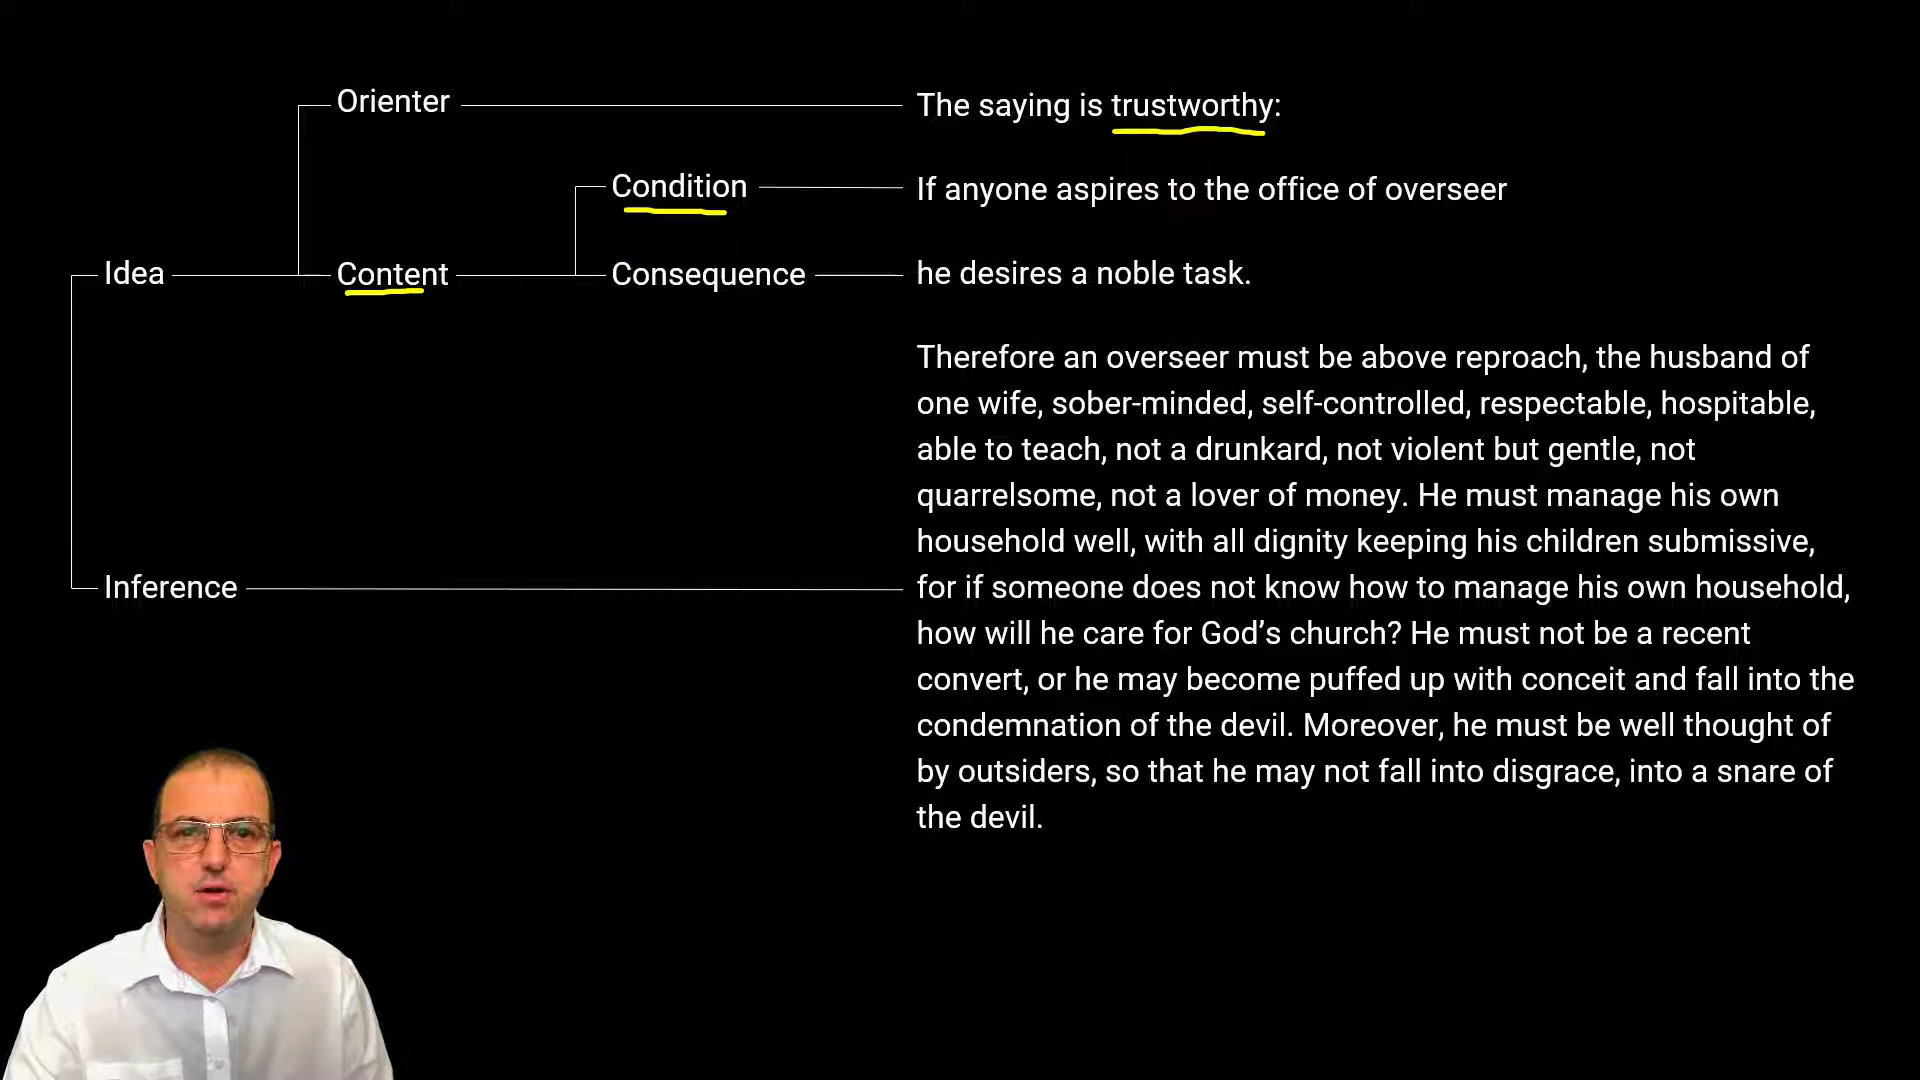 Orienter The saying is trustworthy:
Condition If anyone aspires to the office of overseer
Idea Content Consequence he desires a noble task.
Therefore an overseer must be above reproach, the husband of
one wife, sober-minded, self-controlled, respectable, hospitable,
able to teach, not a drunkard, not violent but gentle, not
quarrelsome, not a lover of money. He must manage his own
household well, with all dignity keeping his children submissive,
Inference for if someone does not know how to manage his own household,
how will he care for God’s church? He must not be a recent
convert, or he may become puffed up with conceit and fall into the
condemnation of the devil. Moreover, he must be well thought of
by outsiders, so that he may not fall into disgrace, into a snare of
the devil.